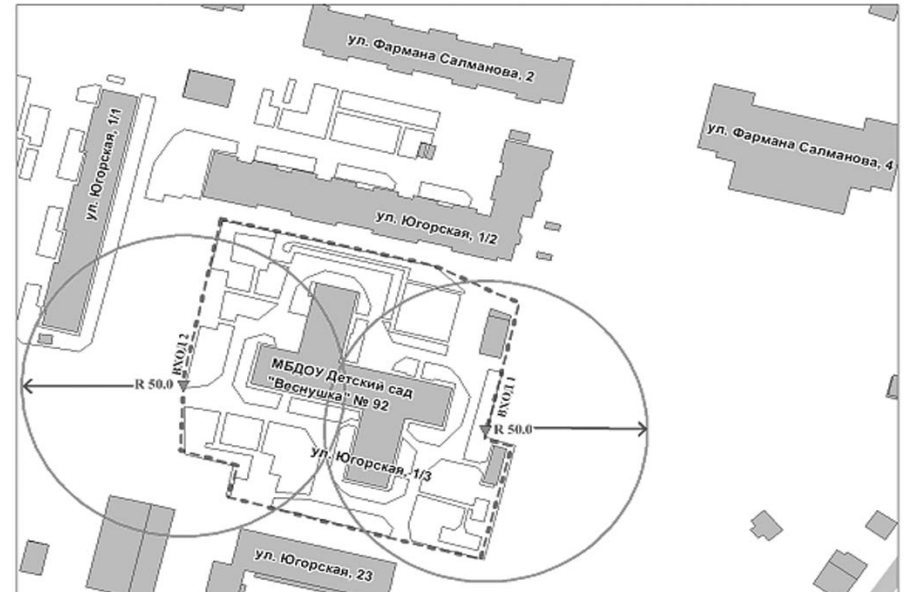 ул. Фармана Салманова, 2
ул. Фармана Салманова, 4
ул. Югорская, 1/1
ул. Югорская, 1/2
ВХОД 2
R 50.0
МБДОУ Детский сад
"Веснушка" № 92
ВХОД 1
R 50.0
ул. Югорская, 1/3
ул. Югорская, 23